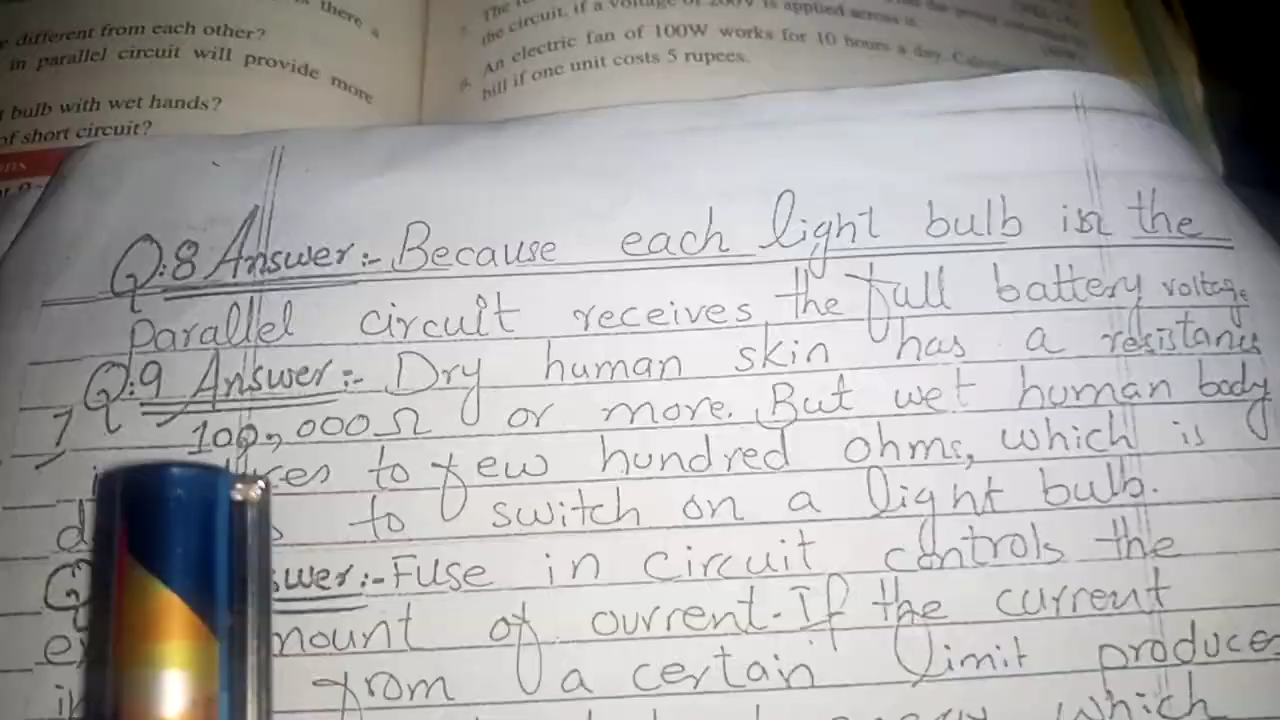 there a
different from each other?
in parallel circuit will provide more
bulb with wet hands?
of short circuit?
the circuit, if a voltage of 200V is applied across it.
An electric fan of 100W works for 10 hours a day.
bill if one unit costs 5 rupees.
Q:8 Answer:- Because each light bulb in the
parallel circuit receives the full battery voltage
Q:9 Answer:- Dry human skin has a resistance
100,000Ω or more. But wet human body
to few hundred ohms, which is
to switch on a light bulb.
:- Fuse in circuit controls the
of current. If the current
from a certain limit produce
which